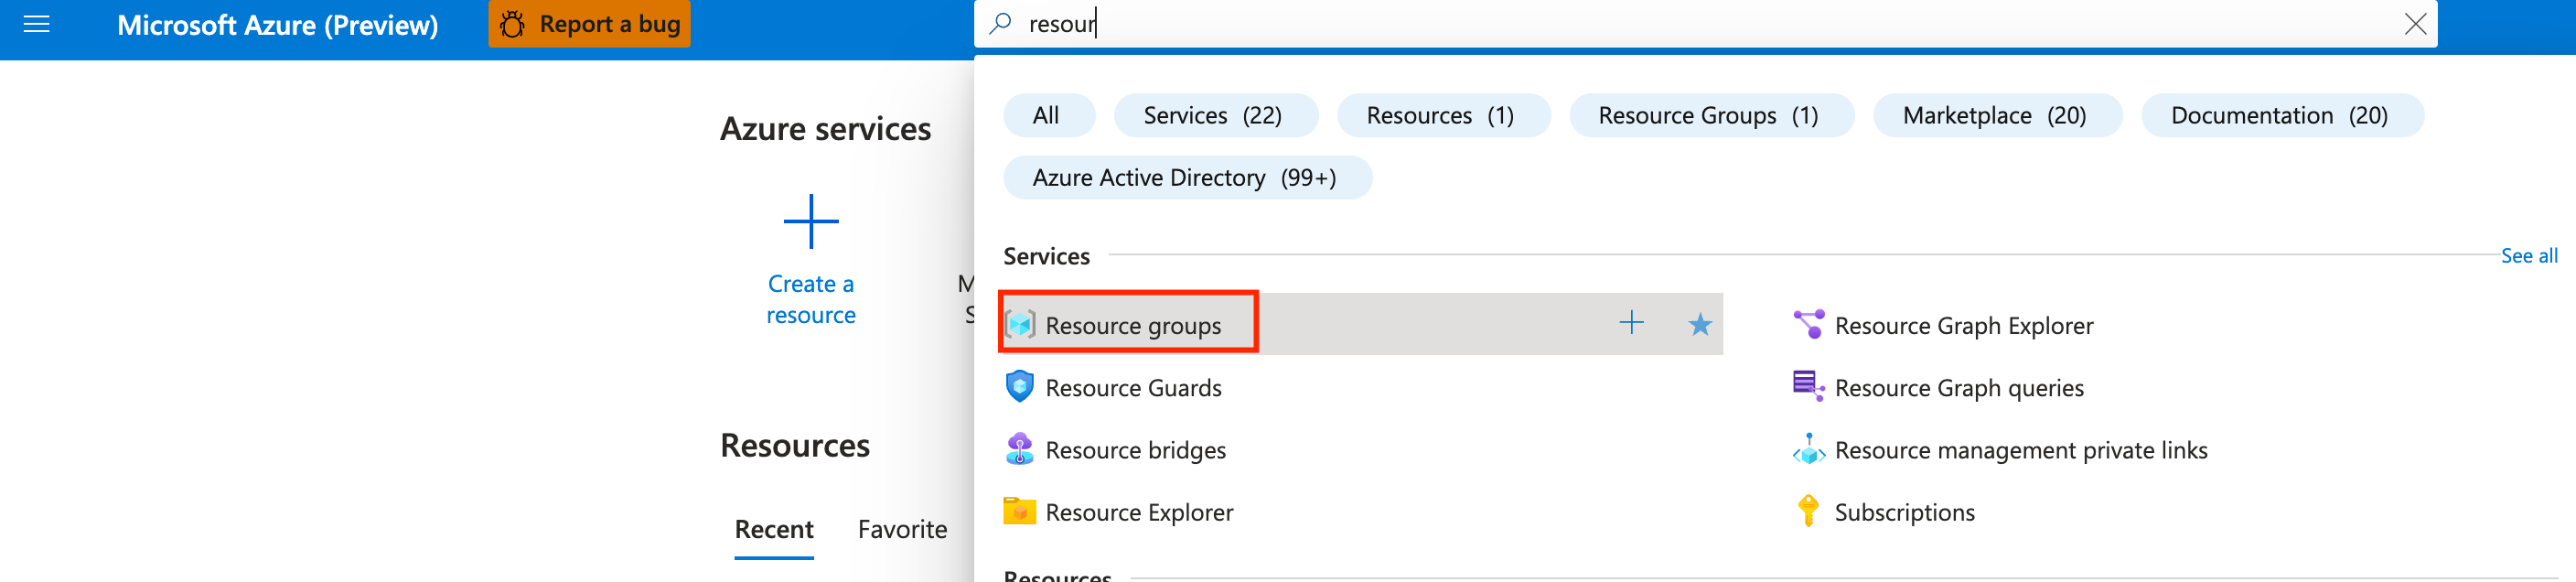 Microsoft Azure (Preview)
Report a bug
resour
Azure services
Create a
resource
M
S
Resources
Recent Favorite
All Services (22) Resources (1) Resource Groups (1) Marketplace (20) Documentation (20)
Azure Active Directory (99+)
Services
See all
Resource groups
Resource Graph Explorer
Resource Guards
Resource Graph queries
Resource bridges
Resource management private links
Resource Explorer
Subscriptions
Resources